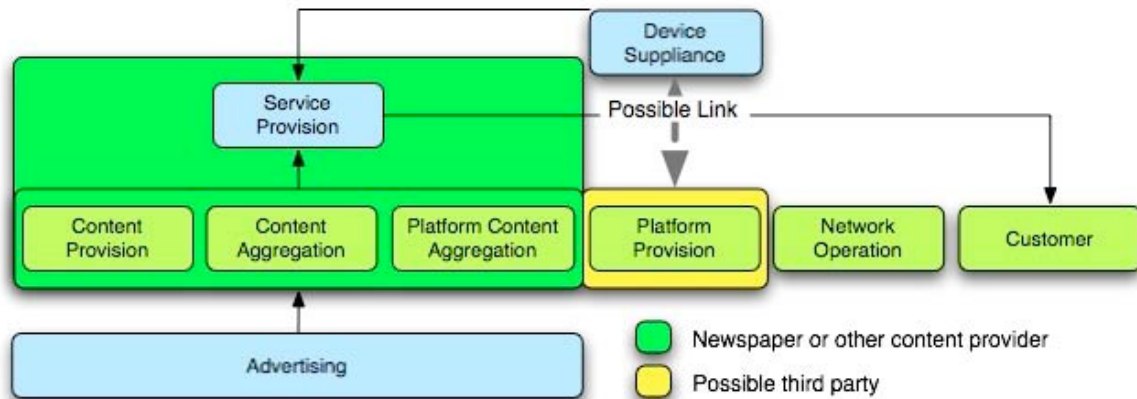 Device
Suppliance
Service
Provision
Possible Link
Content
Provision
Content
Aggregation
Platform Content
Aggregation
Platform
Provision
Network
Operation
Customer
Advertising
Newspaper or other content provider
Possible third party